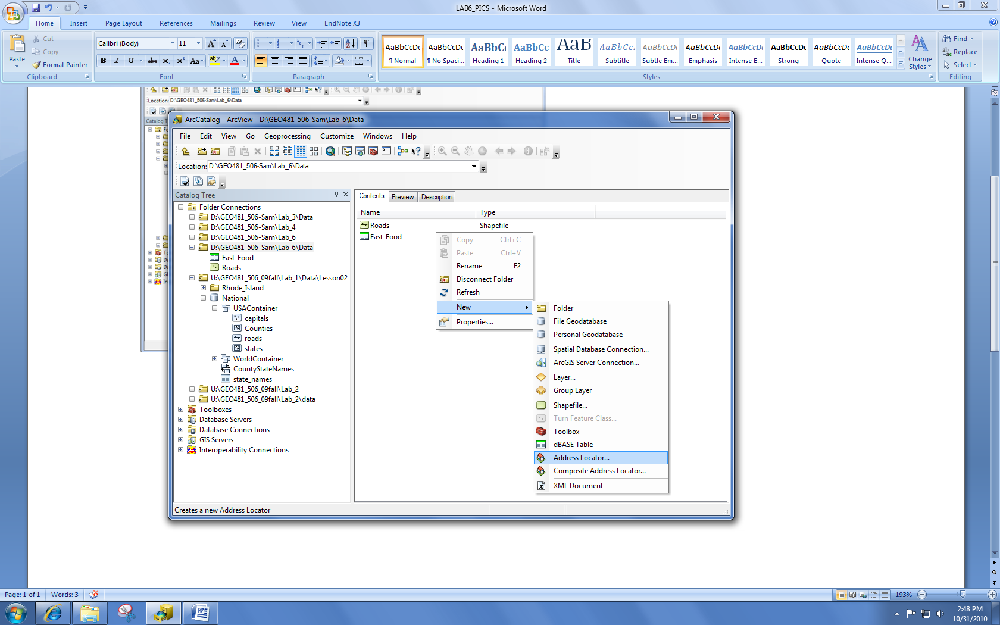 LAB6_PICS - Microsoft Word
Home Insert Page Layout References Mailings Review View EndNote X3
Paste
Cut
Copy
Format Painter
Clipboard
Calibri (Body) 11
Font
Paragraph
AaBbCcDc AaBbCcDc AaBbC AaBbCc AaB AaBbCc. AaBbCcDc AaBbCcDc AaBbCcDc AaBbCcDc AaBbCcDc AaBbCcDc
¶ Normal ¶ No Spaci... Heading 1 Heading 2 Title Subtitle Subtle Em... Emphasis Intense E... Strong Quote Intense Q...
Change Styles
Styles
Find
Replace
Select
Editing
Location: D:\GEO481_506-Sam\Lab_6\Data
ArcCatalog - ArcView - D:\GEO481_506-Sam\Lab_6\Data
File Edit View Go Geoprocessing Customize Windows Help
Location: D:\GEO481_506-Sam\Lab_6\Data
Catalog Tree
Folder Connections
D:\GEO481_506-Sam\Lab_3\Data
D:\GEO481_506-Sam\Lab_4
D:\GEO481_506-Sam\Lab_6
D:\GEO481_506-Sam\Lab_6\Data
Fast_Food
Roads
U:\GEO481_506_09fall\Lab_1\Data\Lesson02
Rhode_Island
National
USAContainer
capitals
Counties
roads
states
WorldContainer
CountyStateNames
state_names
U:\GEO481_506_09fall\Lab_2
U:\GEO481_506_09fall\Lab_2\data
Toolboxes
Database Servers
Database Connections
GIS Servers
Interoperability Connections
Contents Preview Description
Name Type
Roads Shapefile
Fast_Food
Copy Ctrl+C
Paste Ctrl+V
Rename F2
Disconnect Folder
Refresh
New
Properties...
Folder
File Geodatabase
Personal Geodatabase
Spatial Database Connection...
ArcGIS Server Connection...
Layer...
Group Layer
Shapefile...
Turn Feature Class...
Toolbox
dBASE Table
Address Locator...
Composite Address Locator...
XML Document
Creates a new Address Locator
Page: 1 of 1 Words: 3 193%
2:48 PM
10/31/2010